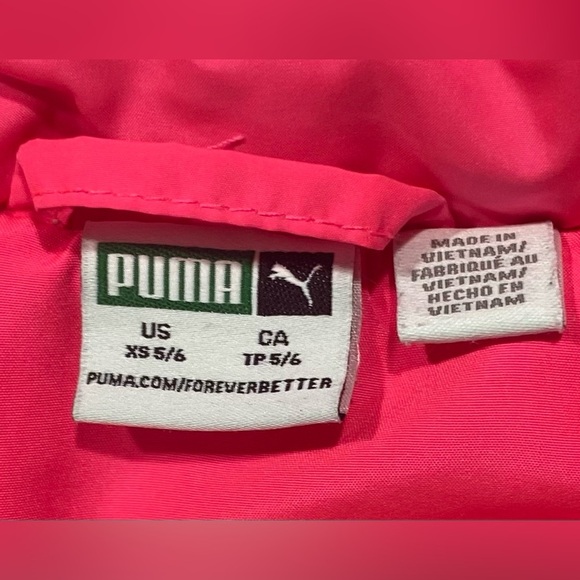 PUMA
US CA
XS 5/6 TP 5/6
PUMA.COM/FOREVERBETTER
MADE IN
VIETNAM/
FABRIQUÉ AU
VIETNAM/
HECHO EN
VIETNAM